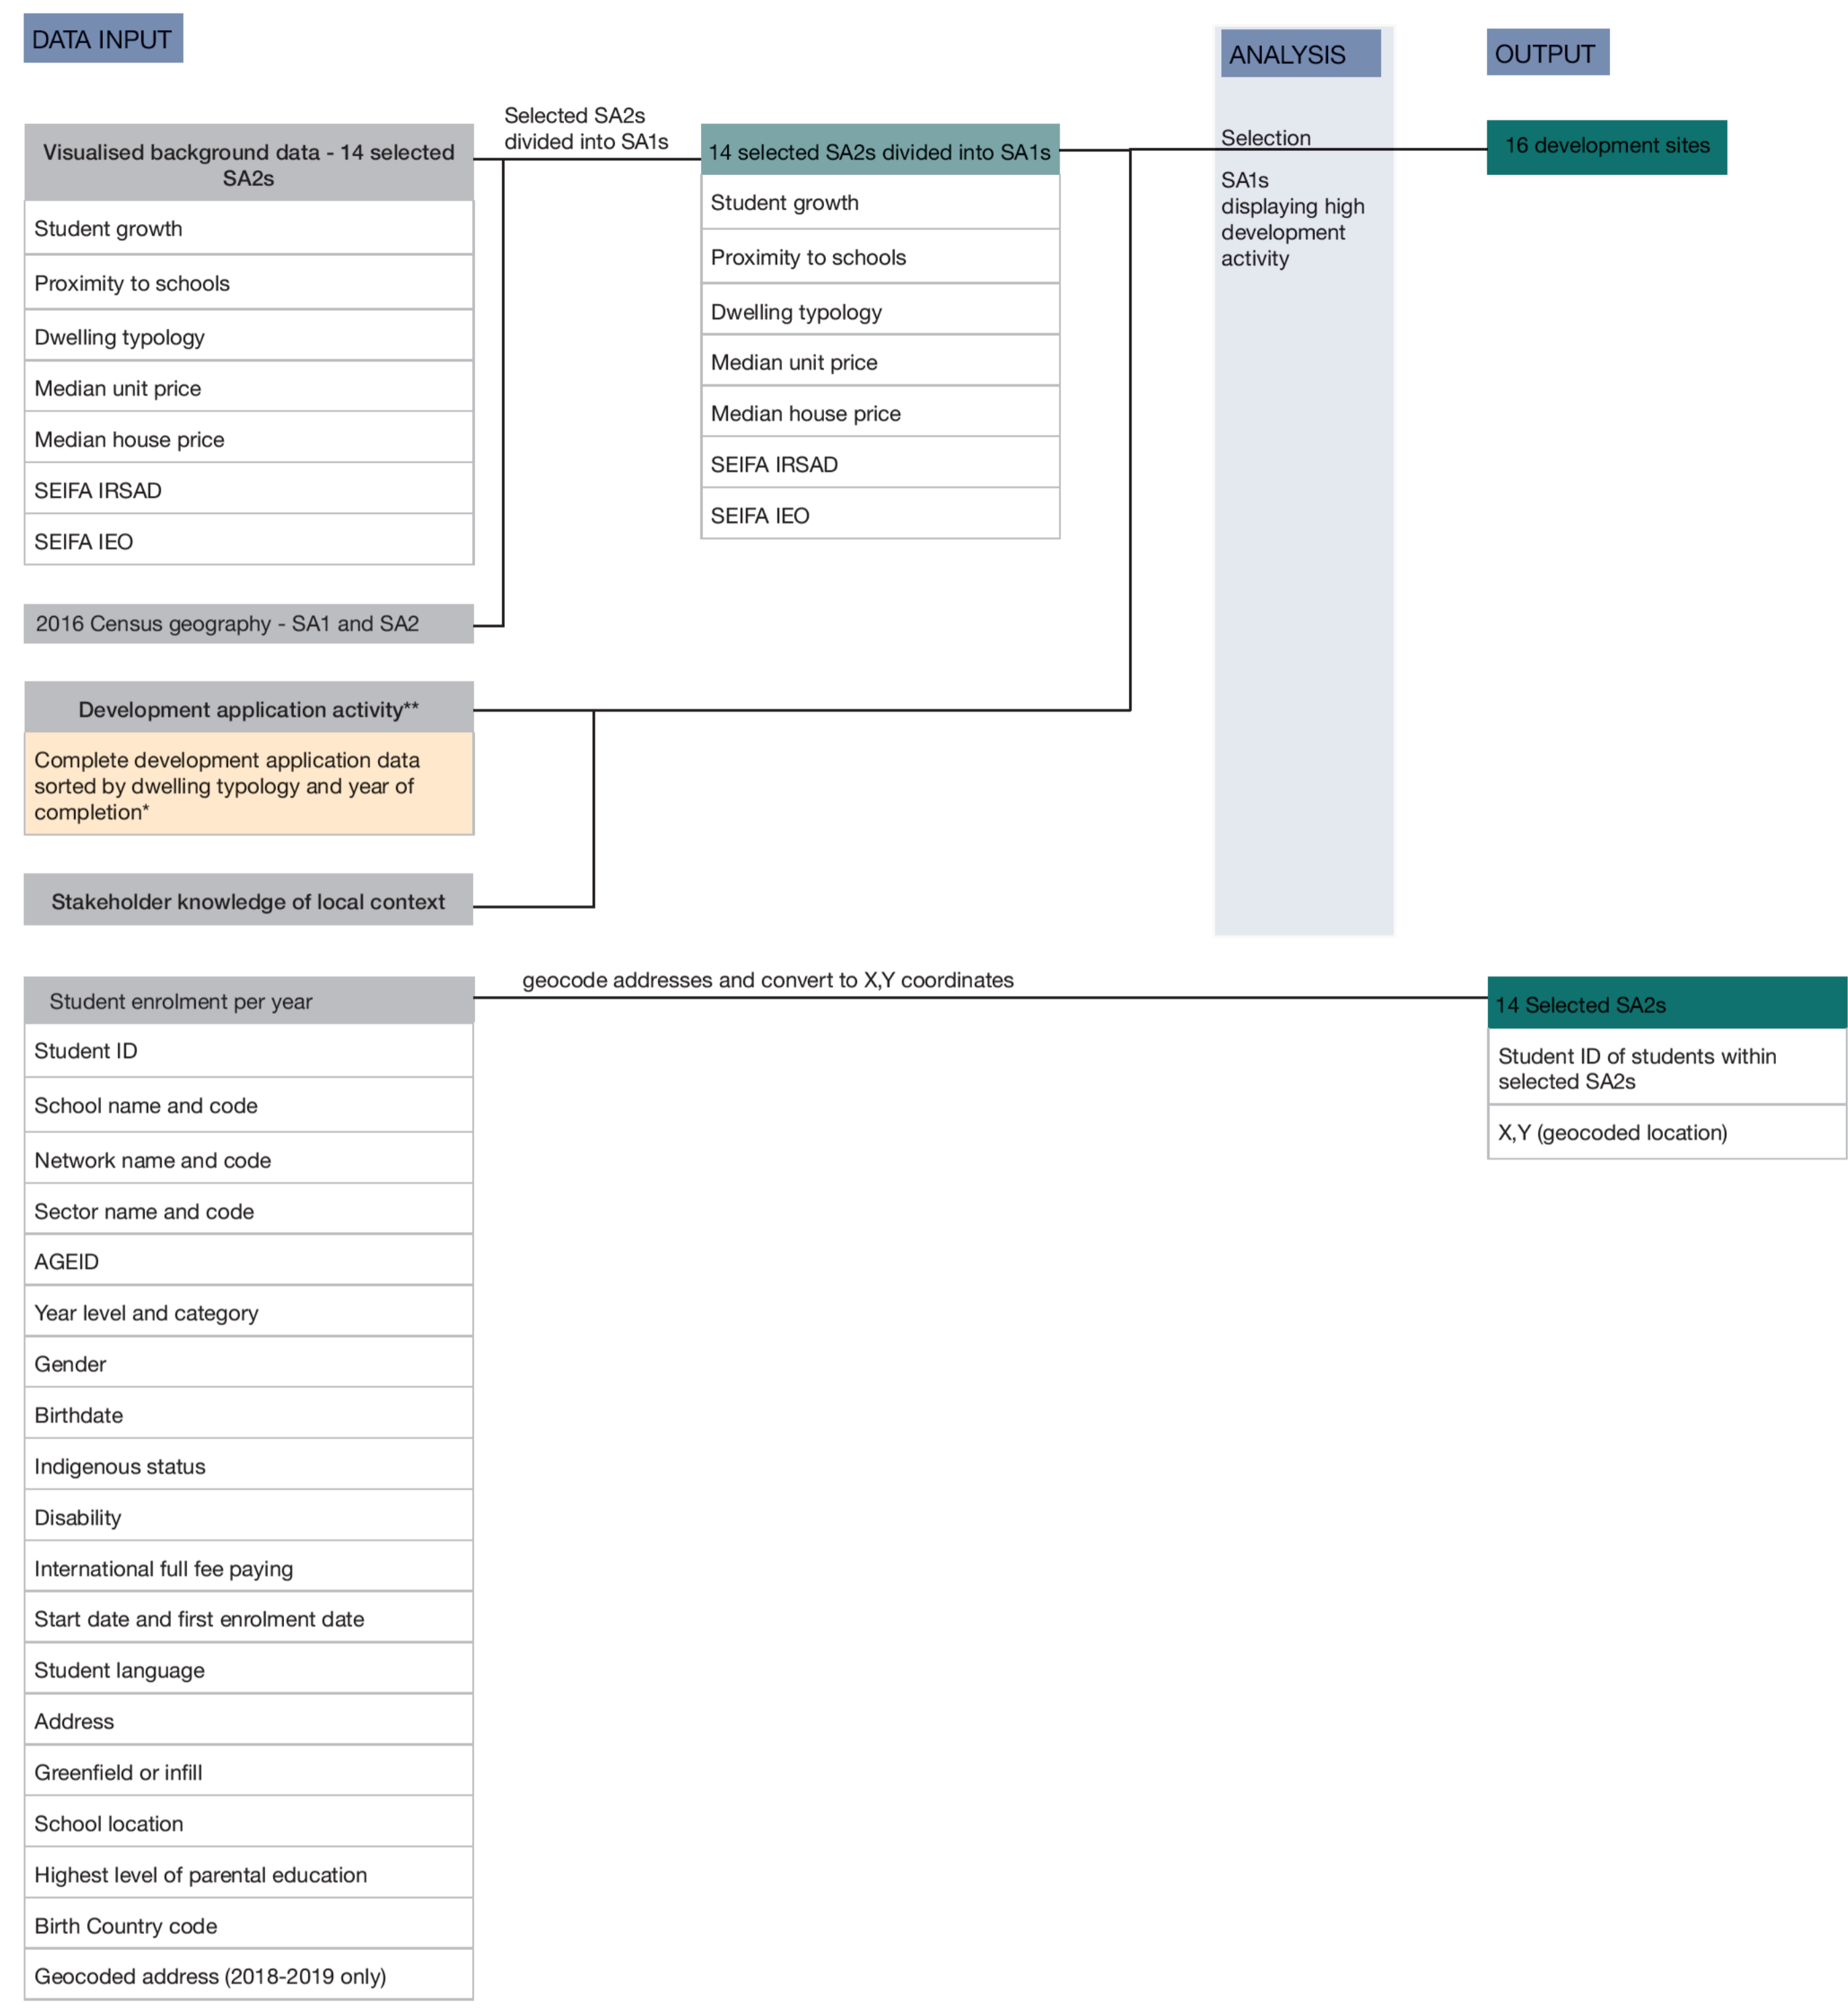 DATA INPUT
ANALYSIS
OUTPUT
Visualised background data - 14 selected
SA2s
Student growth
Proximity to schools
Dwelling typology
Median unit price
Median house price
SEIFA IRSAD
SEIFA IEO
Selected SA2s
divided into SA1s
14 selected SA2s divided into SA1s
Student growth
Proximity to schools
Dwelling typology
Median unit price
Median house price
SEIFA IRSAD
SEIFA IEO
Selection
SA1s
displaying high
development
activity
16 development sites
2016 Census geography - SA1 and SA2
Development application activity**
Complete development application data
sorted by dwelling typology and year of
completion*
Stakeholder knowledge of local context
Student enrolment per year
Student ID
School name and code
Network name and code
Sector name and code
AGEID
Year level and category
Gender
Birthdate
Indigenous status
Disability
International full fee paying
Start date and first enrolment date
Student language
Address
Greenfield or infill
School location
Highest level of parental education
Birth Country code
Geocoded address (2018-2019 only)
geocode addresses and convert to X,Y coordinates
14 Selected SA2s
Student ID of students within
selected SA2s
X,Y (geocoded location)